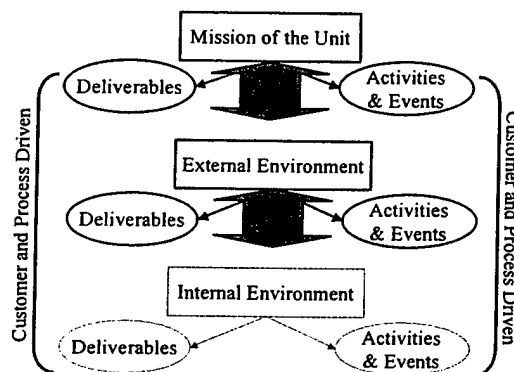 Mission of the Unit
Deliverables
Activities
& Events
External Environment
Deliverables
Activities
& Events
Internal Environment
Deliverables
Activities
& Events
Customer and Process Driven
Customer and Process Driven